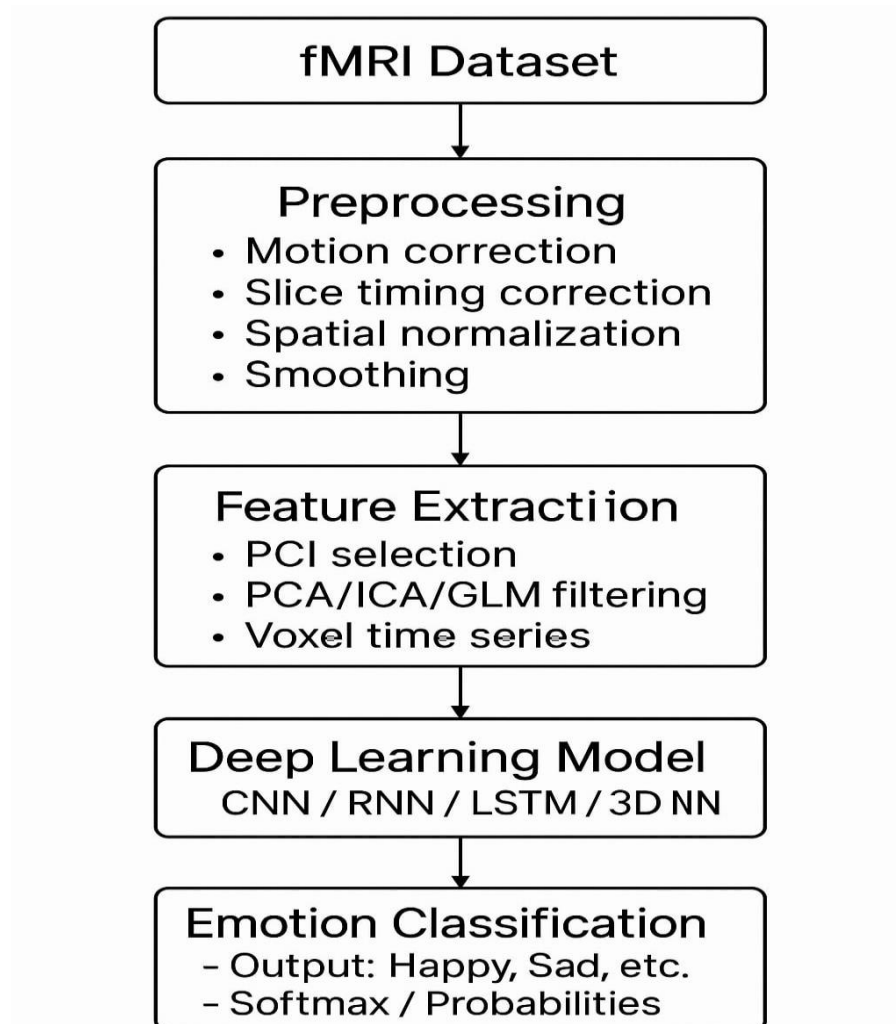 fMRI Dataset
Preprocessing
• Motion correction
• Slice timing correction
• Spatial normalization
• Smoothing
Feature Extractiion
• PCI selection
• PCA/ICA/GLM filtering
• Voxel time series
Deep Learning Model
CNN / RNN / LSTM / 3D NN
Emotion Classification
– Output: Happy, Sad, etc.
– Softmax / Probabilities